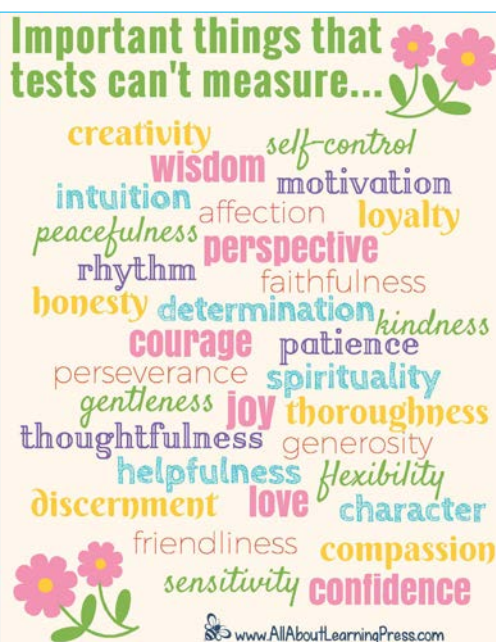 Important things that
tests can't measure...
creativity
self-control
wisdom
motivation
intuition
affection
loyalty
peacefulness
perspective
rhythm
faithfulness
honesty
determination
kindness
courage
patience
perseverance
spirituality
gentleness
joy
thoroughness
thoughtfulness
generosity
helpfulness
flexibility
discernment
love
character
friendliness
compassion
sensitivity
confidence
www.AllAboutLearningPress.com